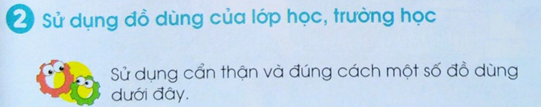 2 Sử dụng đồ dùng của lớp học, trường học
Sử dụng cẩn thận và đúng cách một số đồ dùng
dưới đây.